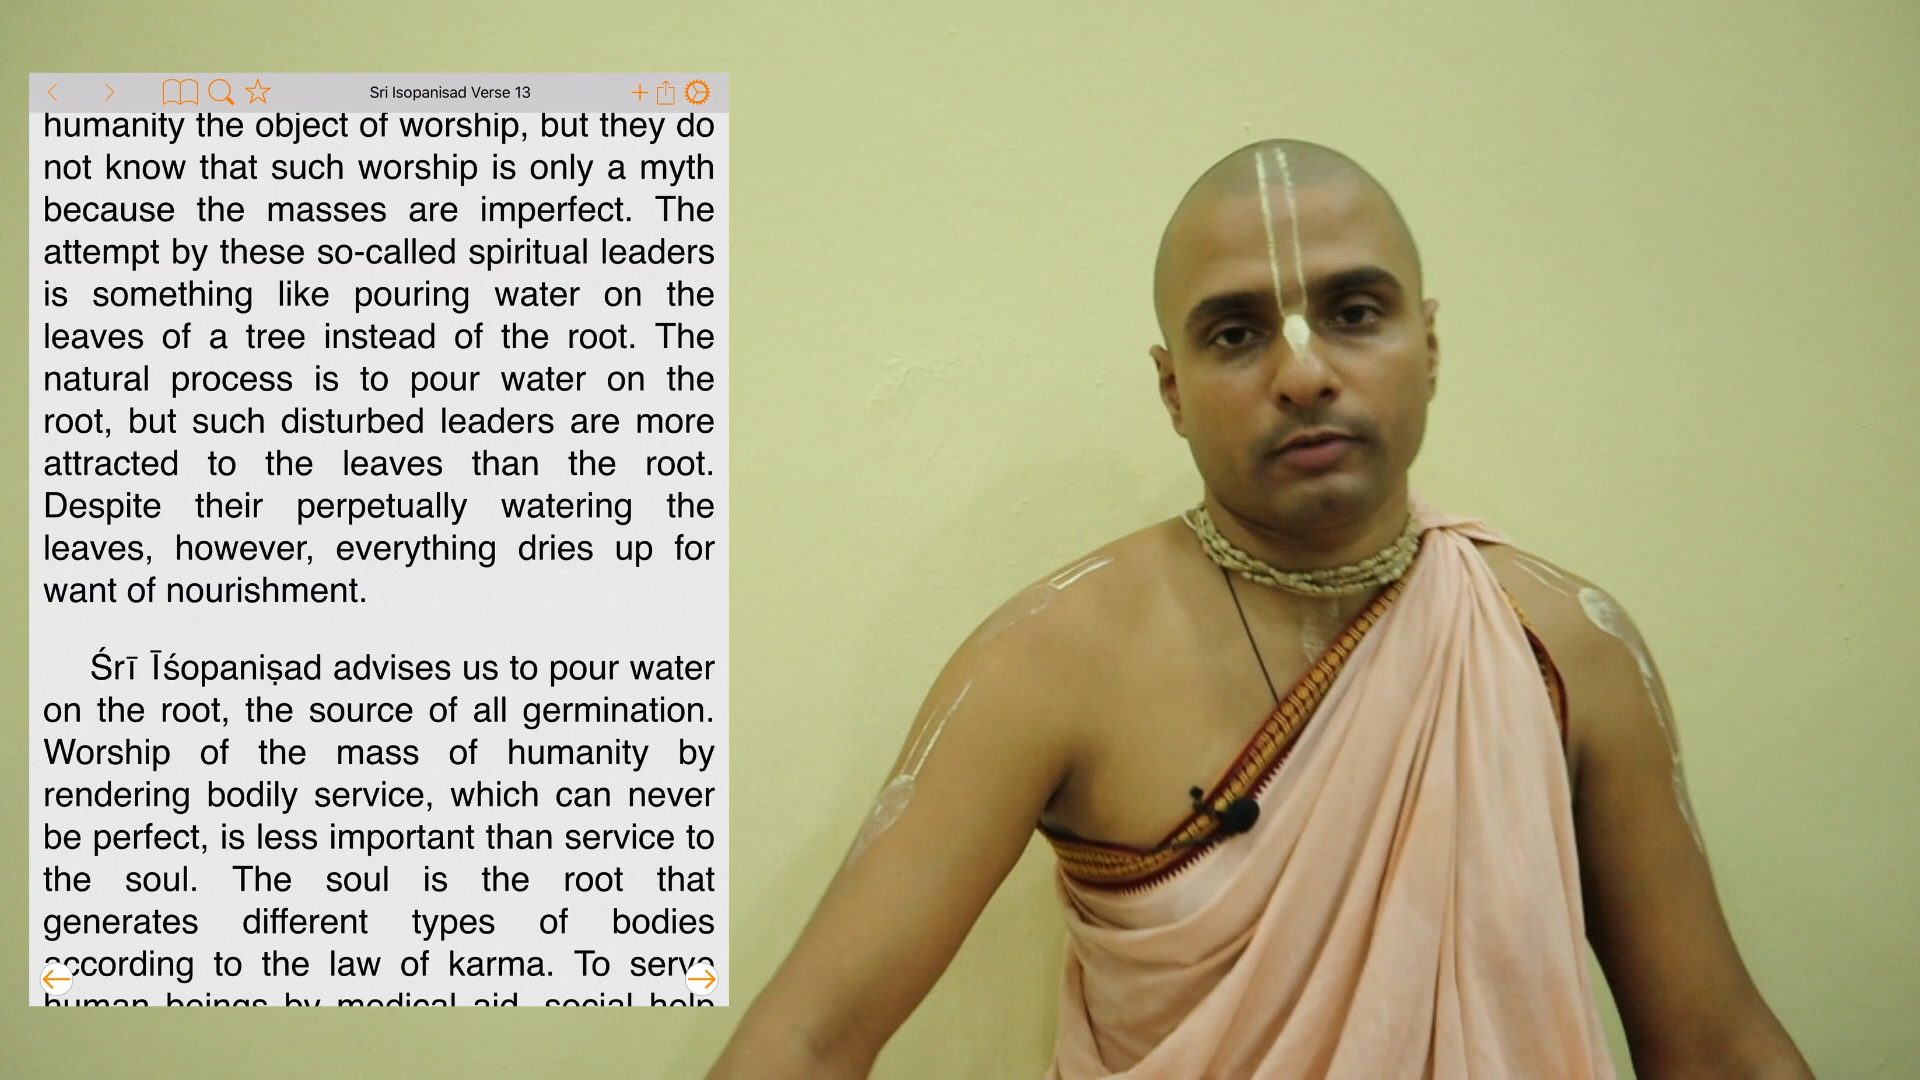 Sri Isopanisad Verse 13
humanity the object of worship, but they do
not know that such worship is only a myth
because the masses are imperfect. The
attempt by these so-called spiritual leaders
is something like pouring water on the
leaves of a tree instead of the root. The
natural process is to pour water on the
root, but such disturbed leaders are more
attracted to the leaves than the root.
Despite their perpetually watering the
leaves, however, everything dries up for
want of nourishment.
Śrī Īśopaniṣad advises us to pour water
on the root, the source of all germination.
Worship of the mass of humanity by
rendering bodily service, which can never
be perfect, is less important than service to
the soul. The soul is the root that
generates different types of bodies
according to the law of karma. To serve
human beings by medical aid, social help